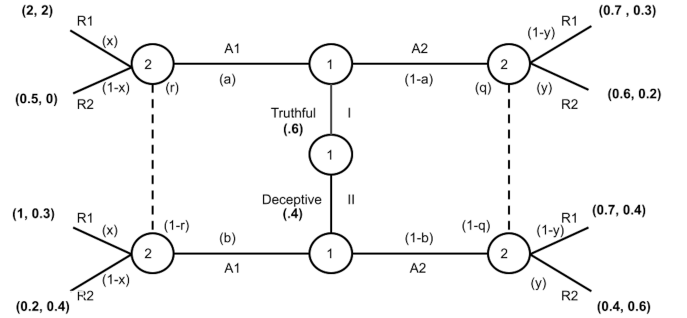 (2, 2)
R1
(x)
A1
A2
(1-y)
R1
(0.7 , 0.3)
2
1
2
(0.5, 0)
R2
(1-x)
(r)
(a)
(1-a)
(q)
(y)
R2
(0.6, 0.2)
Truthful
I
(.6)
1
Deceptive
II
(.4)
(1, 0.3)
R1
(x)
(1-r)
(b)
(1-b)
(1-q)
(1-y)
R1
(0.7, 0.4)
2
1
2
(0.2, 0.4)
R2
(1-x)
A1
A2
(y)
R2
(0.4, 0.6)